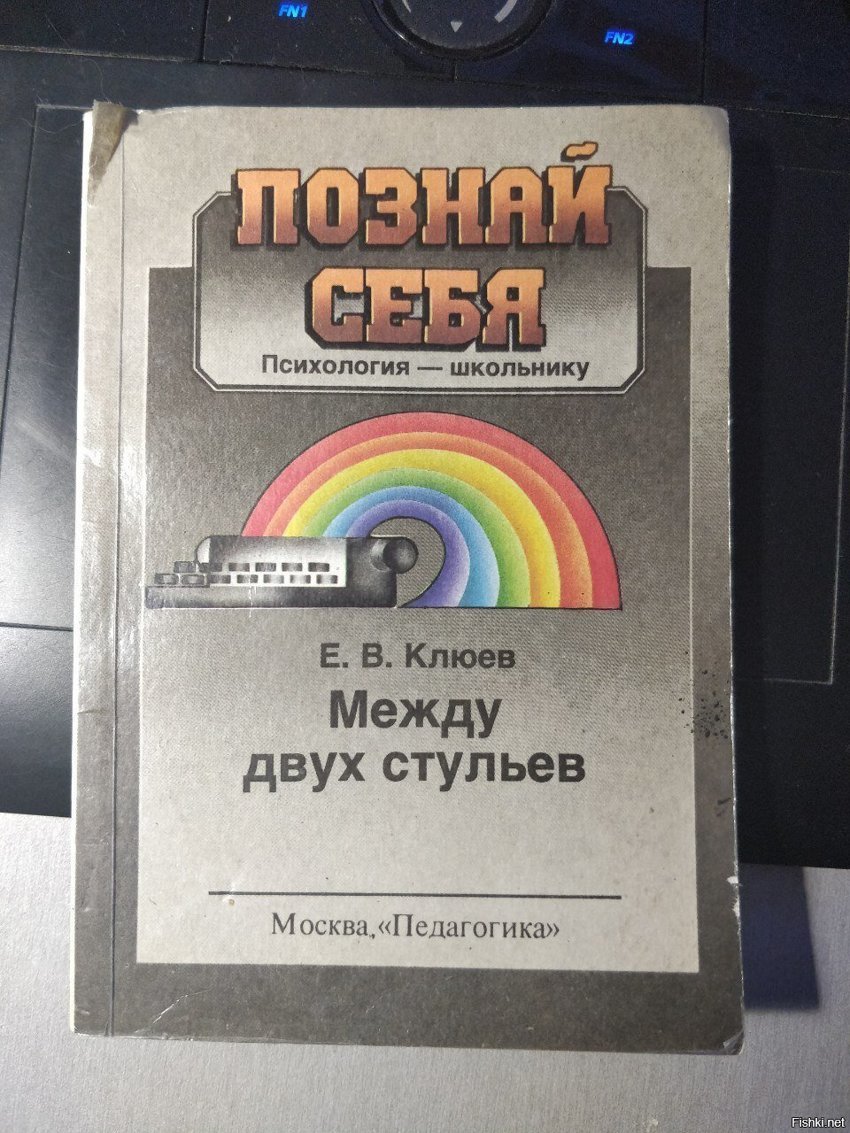 FN1
FN2
ПОЗНАЙ
СЕБЯ
Психология — школьнику
Е. В. Клюев
Между
двух стульев
Москва, «Педагогика»
Fishki.net